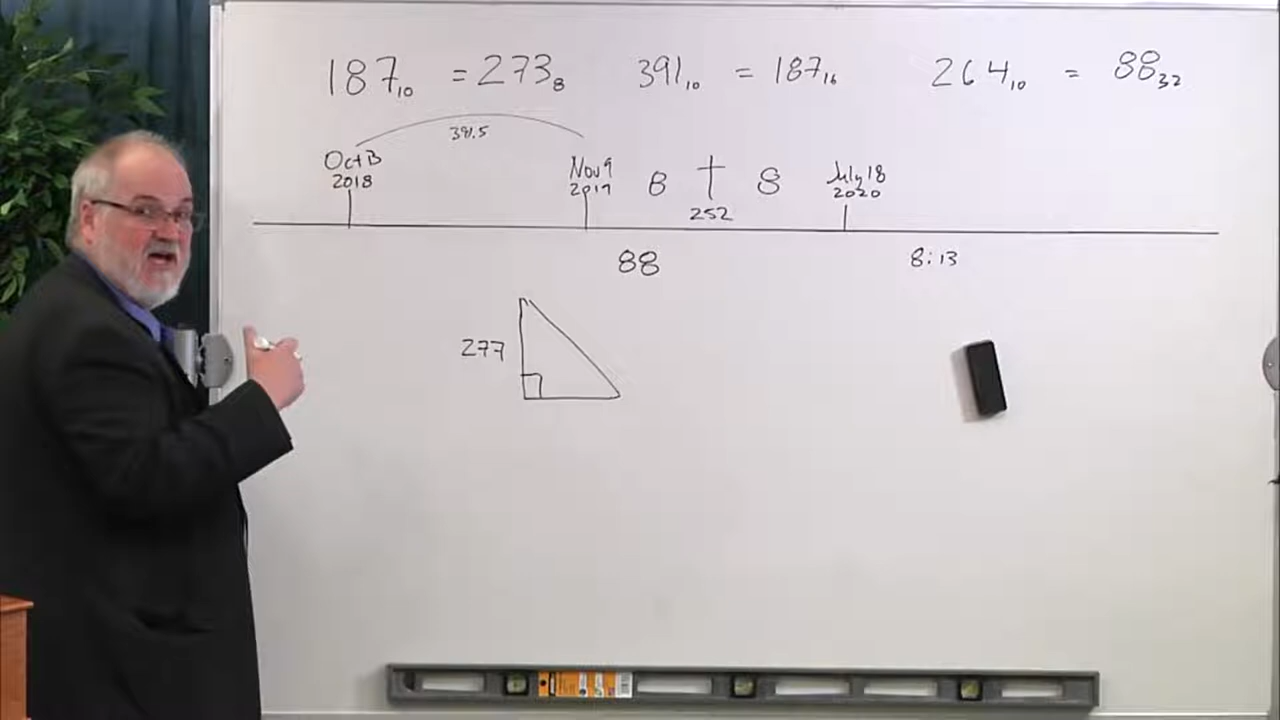 187₁₀ = 273₈ 391₁₀ = 187₁₆ 264₁₀ = 88₃₂
391.5
Oct 13 Nov 9 8 † 8 July 18
2018 2019 252 2020
88 8:13
277